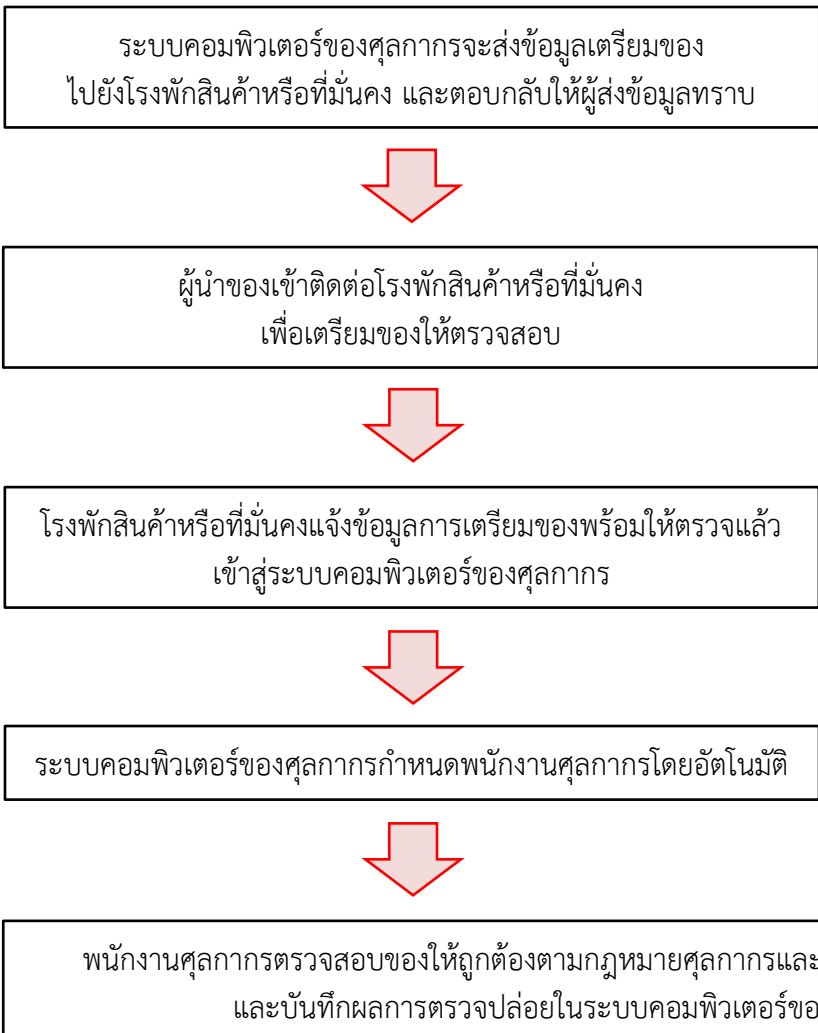 ระบบคอมพิวเตอร์ของศุลกากรจะส่งข้อมูลเตรียมของ
ไปยังโรงพักสินค้าหรือที่มั่นคง และตอบกลับให้ผู้ส่งข้อมูลทราบ
ผู้นำของเข้าติดต่อโรงพักสินค้าหรือที่มั่นคง
เพื่อเตรียมของให้ตรวจสอบ
โรงพักสินค้าหรือที่มั่นคงแจ้งข้อมูลการเตรียมของพร้อมให้ตรวจแล้ว
เข้าสู่ระบบคอมพิวเตอร์ของศุลกากร
ระบบคอมพิวเตอร์ของศุลกากรกำหนดพนักงานศุลกากรโดยอัตโนมัติ
พนักงานศุลกากรตรวจสอบของให้ถูกต้องตามกฎหมายศุลกากรและ
และบันทึกผลการตรวจปล่อยในระบบคอมพิวเตอร์ขอ